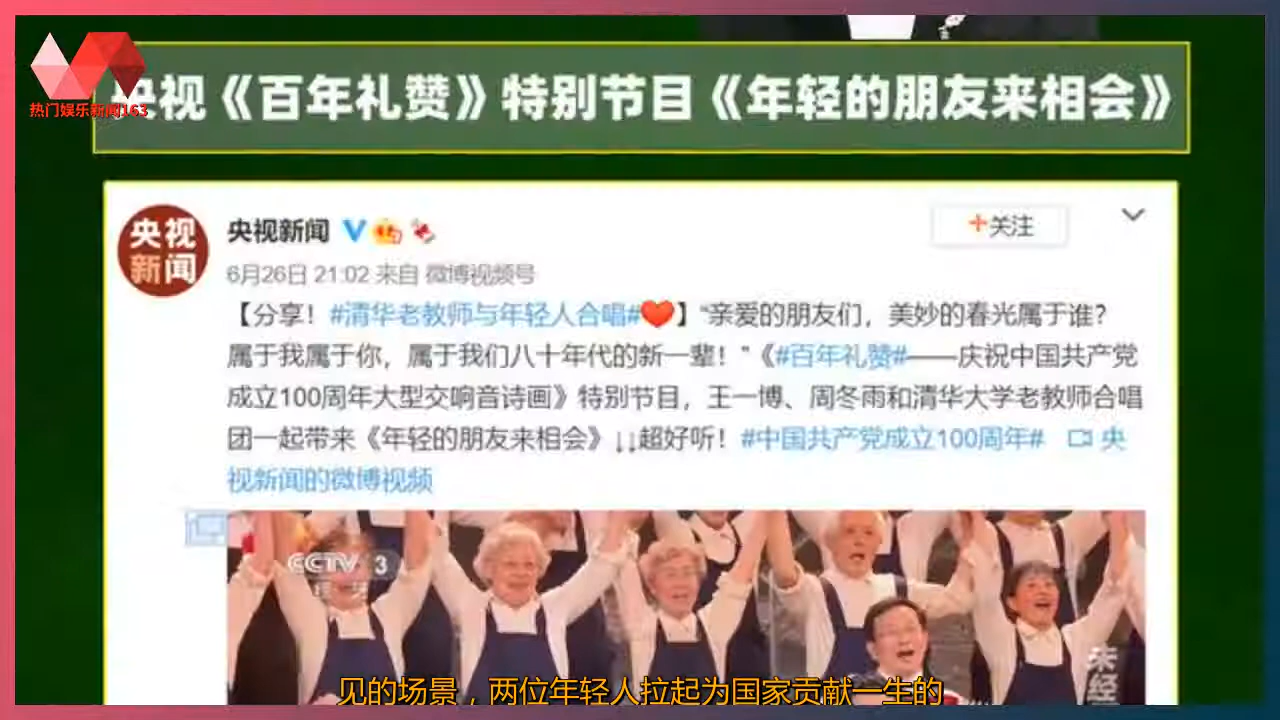 央视《百年礼赞》特别节目《年轻的朋友来相会》
热门娱乐新闻163
央视
新闻
央视新闻
+关注
6月26日 21:02 来自 微博视频号
【分享！#清华老教师与年轻人合唱#❤】“亲爱的朋友们，美妙的春光属于谁？
属于我属于你，属于我们八十年代的新一辈！”《#百年礼赞#——庆祝中国共产党
成立100周年大型交响音诗画》特别节目，王一博、周冬雨和清华大学老教师合唱
团一起带来《年轻的朋友来相会》↓↓超好听！#中国共产党成立100周年# 央
视新闻的微博视频
CCTV 3
未经
见的场景，两位年轻人拉起为国家贡献一生的